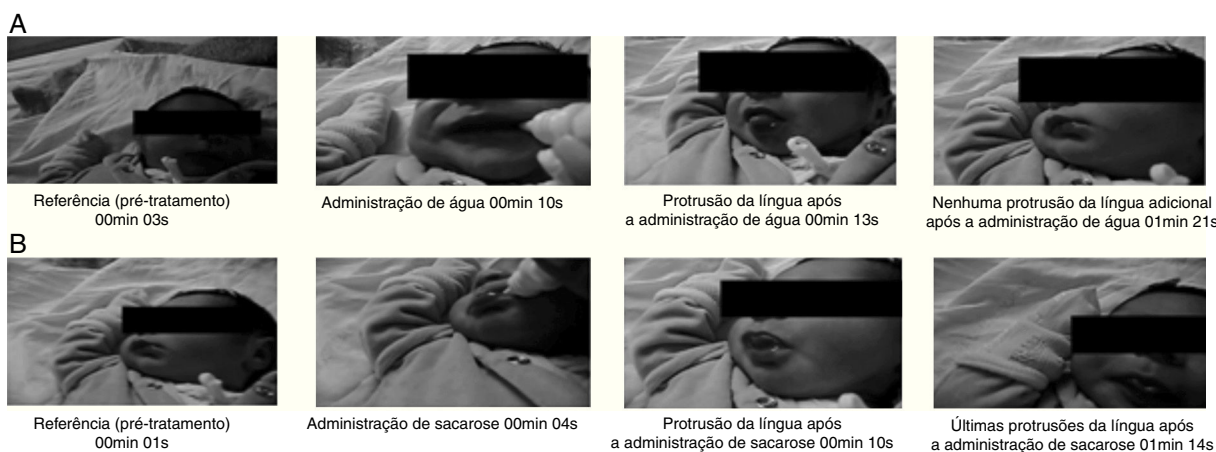 A
Referência (pré-tratamento)
00min 03s
Administração de água 00min 10s
Protrusão da língua após
a administração de água 00min 13s
Nenhuma protrusão da língua adicional
após a administração de água 01min 21s
B
Referência (pré-tratamento)
00min 01s
Administração de sacarose 00min 04s
Protrusão da língua após
a administração de sacarose 00min 10s
Últimas protrusões da língua após
a administração de sacarose 01min 14s